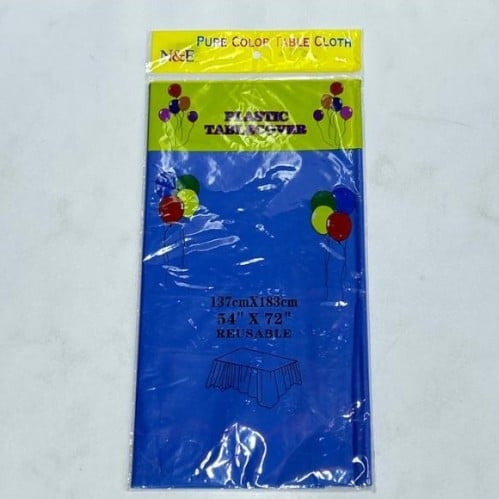 PURE COLOR TABLE CLOTH
N&E
PLASTIC
TABLECOVER
137cmX183cm
54" X 72"
REUSABLE